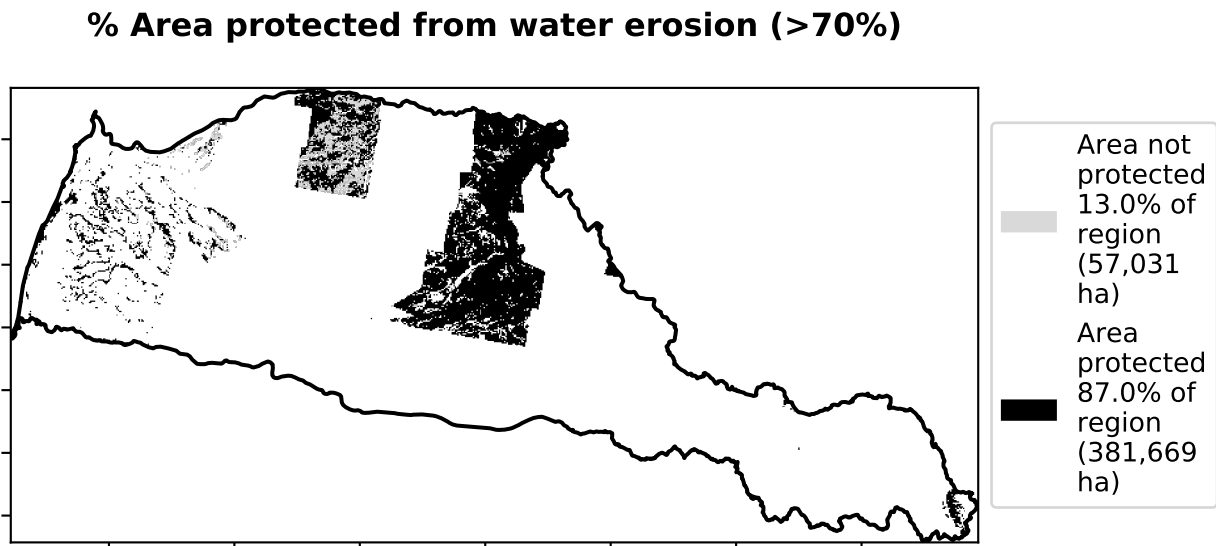 % Area protected from water erosion (>70%)
Area not
protected
13.0% of
region
(57,031
ha)
Area
protected
87.0% of
region
(381,669
ha)